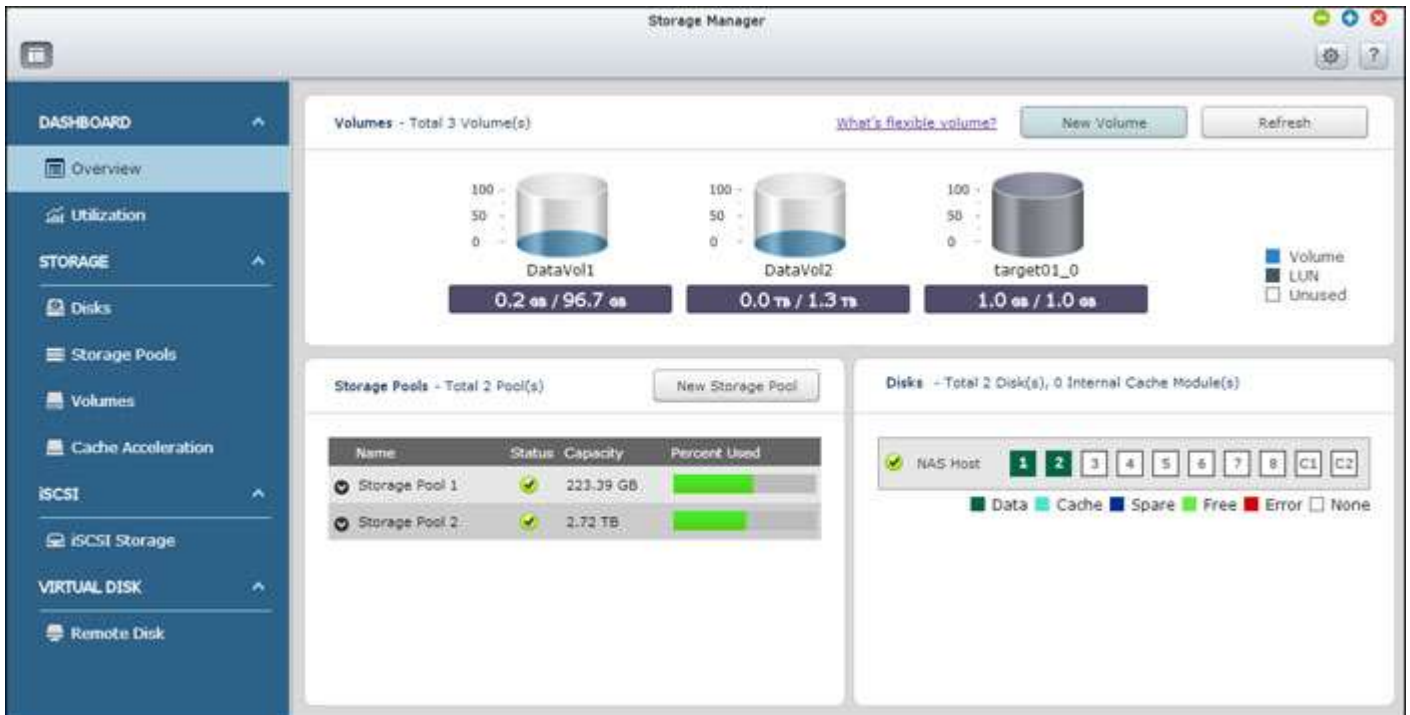 Storage Manager
?
DASHBOARD
Overview
Utilization
STORAGE
Disks
Storage Pools
Volumes
Cache Acceleration
iSCSI
iSCSI Storage
VIRTUAL DISK
Remote Disk
Volumes - Total 3 Volume(s)
What's flexible volume?
New Volume
Refresh
100
50
0
DataVol1
0.2 GB / 96.7 GB
100
50
0
DataVol2
0.0 TB / 1.3 TB
100
50
0
target01_0
1.0 GB / 1.0 GB
Volume
LUN
Unused
Storage Pools - Total 2 Pool(s)
New Storage Pool
Name Status Capacity Percent Used
Storage Pool 1 223.39 GB
Storage Pool 2 2.72 TB
Disks - Total 2 Disk(s), 0 Internal Cache Module(s)
NAS Host 1 2 3 4 5 6 7 8 C1 C2
Data Cache Spare Free Error None